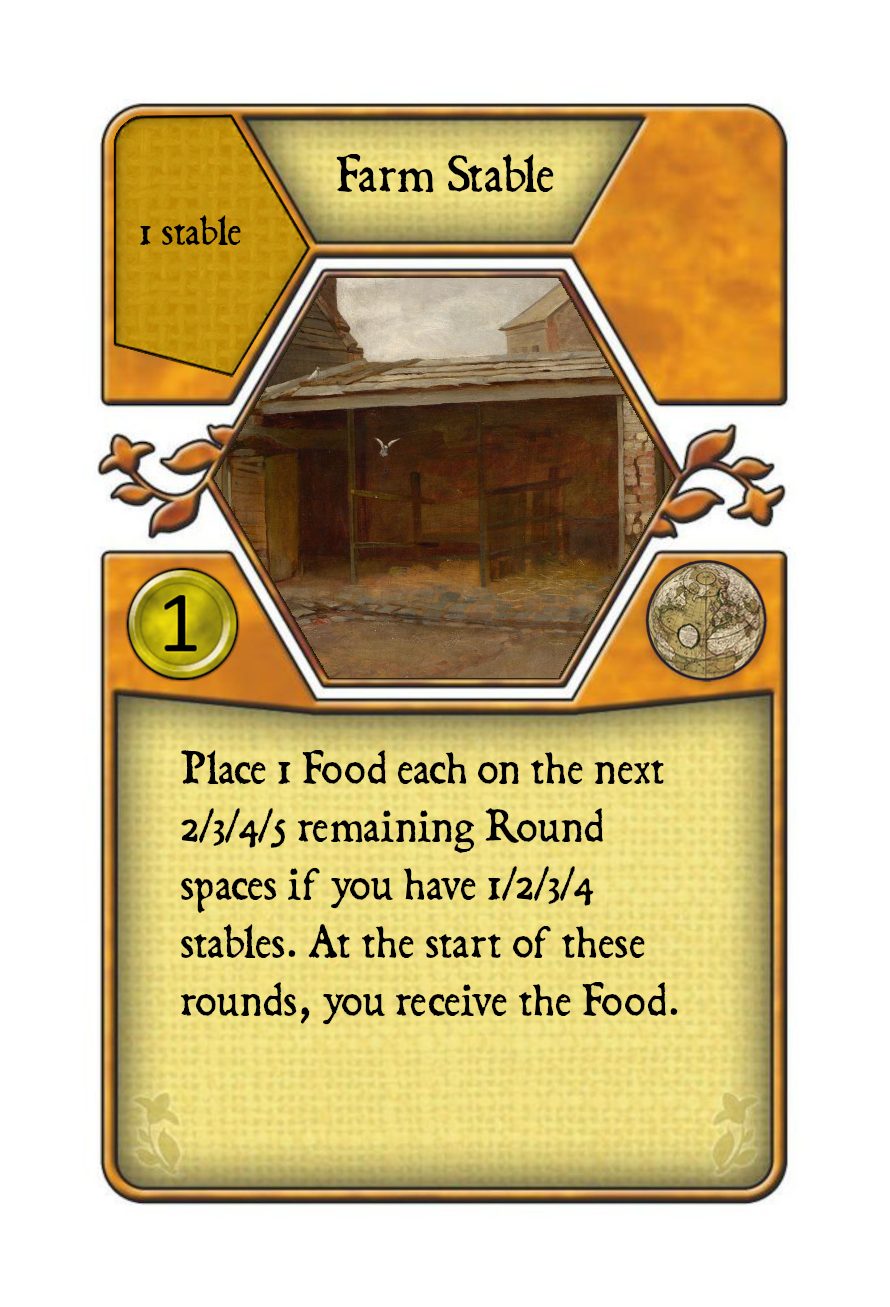 Farm Stable
1 stable
1
Place 1 Food each on the next
2/3/4/5 remaining Round
spaces if you have 1/2/3/4
stables. At the start of these
rounds, you receive the Food.